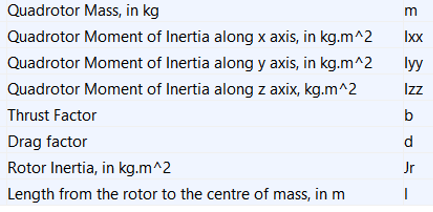 Quadrotor Mass, in kg m
Quadrotor Moment of Inertia along x axis, in kg.m^2 Ixx
Quadrotor Moment of Inertia along y axis, in kg.m^2 Iyy
Quadrotor Moment of Inertia along z axix, kg.m^2 Izz
Thrust Factor b
Drag factor d
Rotor Inertia, in kg.m^2 Jr
Length from the rotor to the centre of mass, in m l